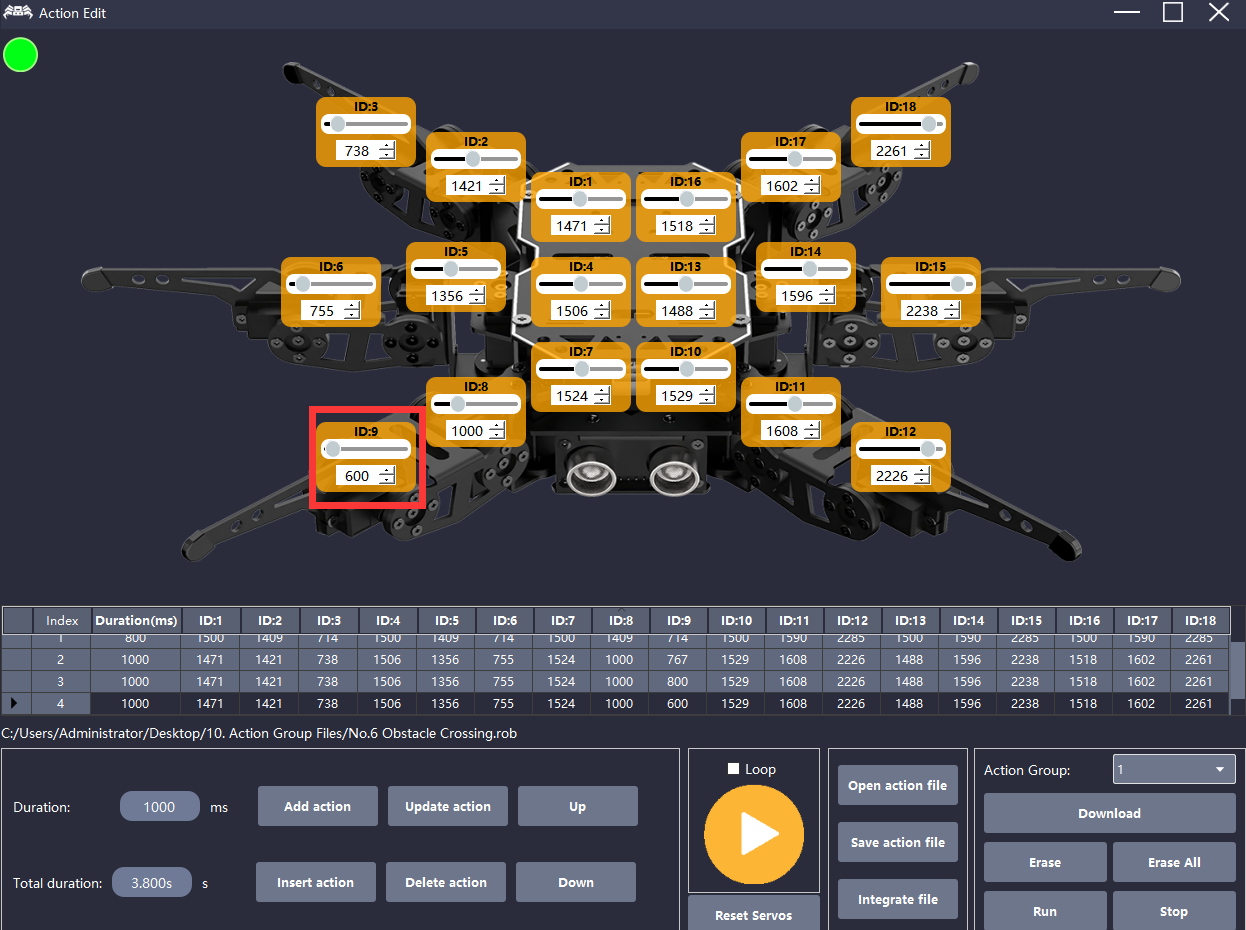 Action Edit
ID:3
738
ID:18
2261
ID:2
1421
ID:17
1602
ID:1
1471
ID:16
1518
ID:5
1356
ID:14
1596
ID:6
755
ID:4
1506
ID:13
1488
ID:15
2238
ID:7
1524
ID:10
1529
ID:8
1000
ID:11
1608
ID:9
600
ID:12
2226
Index Duration(ms) ID:1 ID:2 ID:3 ID:4 ID:5 ID:6 ID:7 ID:8 ID:9 ID:10 ID:11 ID:12 ID:13 ID:14 ID:15 ID:16 ID:17 ID:18
1 800 1500 1409 714 1500 1409 714 1500 1409 714 1500 1590 2285 1500 1590 2285 1500 1590 2285
2 1000 1471 1421 738 1506 1356 755 1524 1000 767 1529 1608 2226 1488 1596 2238 1518 1602 2261
3 1000 1471 1421 738 1506 1356 755 1524 1000 800 1529 1608 2226 1488 1596 2238 1518 1602 2261
4 1000 1471 1421 738 1506 1356 755 1524 1000 600 1529 1608 2226 1488 1596 2238 1518 1602 2261
C:/Users/Administrator/Desktop/10. Action Group Files/No.6 Obstacle Crossing.rob
Duration: 1000 ms
Add action
Update action
Up
Total duration: 3.800s s
Insert action
Delete action
Down
Loop
Reset Servos
Open action file
Save action file
Integrate file
Action Group: 1
Download
Erase
Erase All
Run
Stop